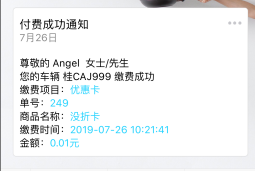 付费成功通知
7月26日
尊敬的 Angel 女士/先生
您的车辆 桂CAJ999 缴费成功
缴费项目：优惠卡
单号：249
商品名称：没折卡
缴费时间：2019-07-26 10:21:41
金额：0.01元